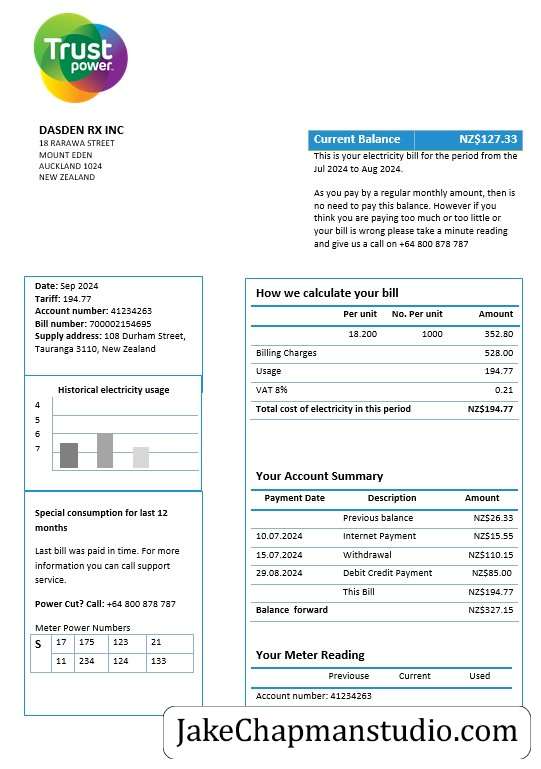 Trust
power.
DASDEN RX INC
18 RARAWA STREET
MOUNT EDEN
AUCKLAND 1024
NEW ZEALAND
Current Balance NZ$127.33
This is your electricity bill for the period from the
Jul 2024 to Aug 2024.
As you pay by a regular monthly amount, then is
no need to pay this balance. However if you
think you are paying too much or too little or
your bill is wrong please take a minute reading
and give us a call on +64 800 878 787
Date: Sep 2024
Tariff: 194.77
Account number: 41234263
Bill number: 700002154695
Supply address: 108 Durham Street,
Tauranga 3110, New Zealand
Historical electricity usage
4
5
6
7
Special consumption for last 12
months
Last bill was paid in time. For more
information you can call support
service.
Power Cut? Call: +64 800 878 787
Meter Power Numbers
S 17 175 123 21
11 234 124 133
How we calculate your bill
Per unit No. Per unit Amount
18.200 1000 352.80
Billing Charges 528.00
Usage 194.77
VAT 8% 0.21
Total cost of electricity in this period NZ$194.77
Your Account Summary
Payment Date Description Amount
Previous balance NZ$26.33
10.07.2024 Internet Payment NZ$15.55
15.07.2024 Withdrawal NZ$110.15
29.08.2024 Debit Credit Payment NZ$85.00
This Bill NZ$194.77
Balance forward NZ$327.15
Your Meter Reading
Previouse Current Used
Account number: 41234263
JakeChapmanstudio.com